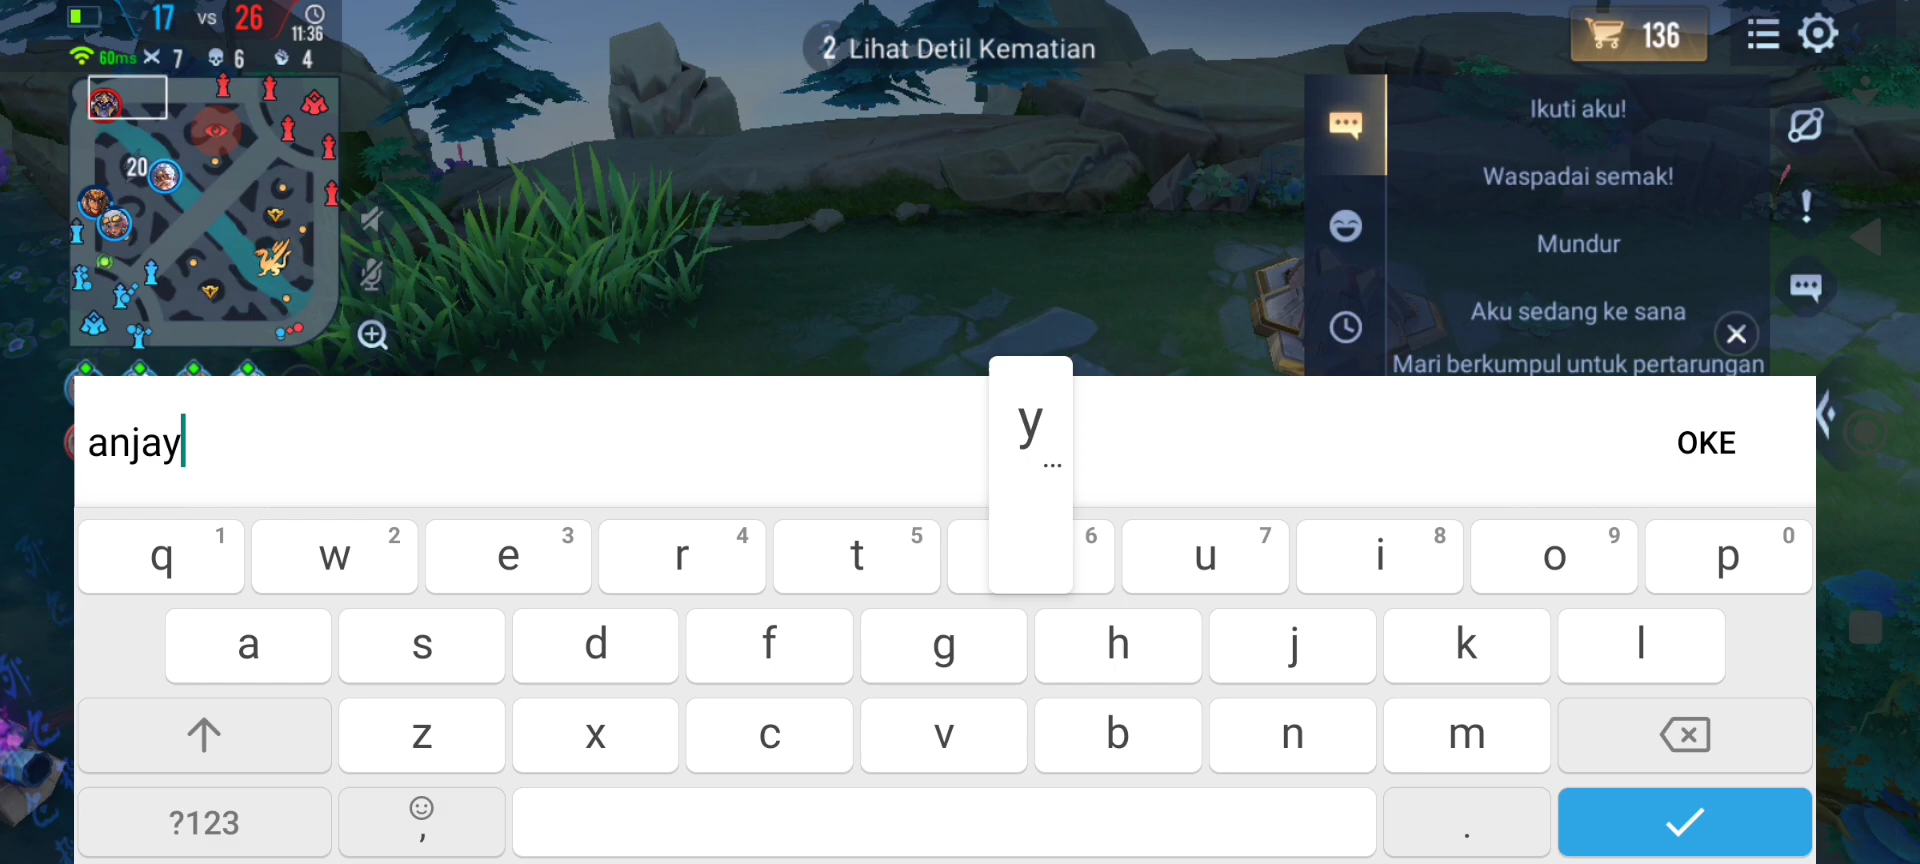 17 vs 26
11:36
60ms 7 6 4
2 Lihat Detil Kematian
136
20
Ikuti aku!
Waspadai semak!
Mundur
Aku sedang ke sana
Mari berkumpul untuk pertarungan
anjay
OKE
y
...
q 1 w 2 e 3 r 4 t 5 6 u 7 i 8 o 9 p 0
a s d f g h j k l
z x c v b n m
?123 , .